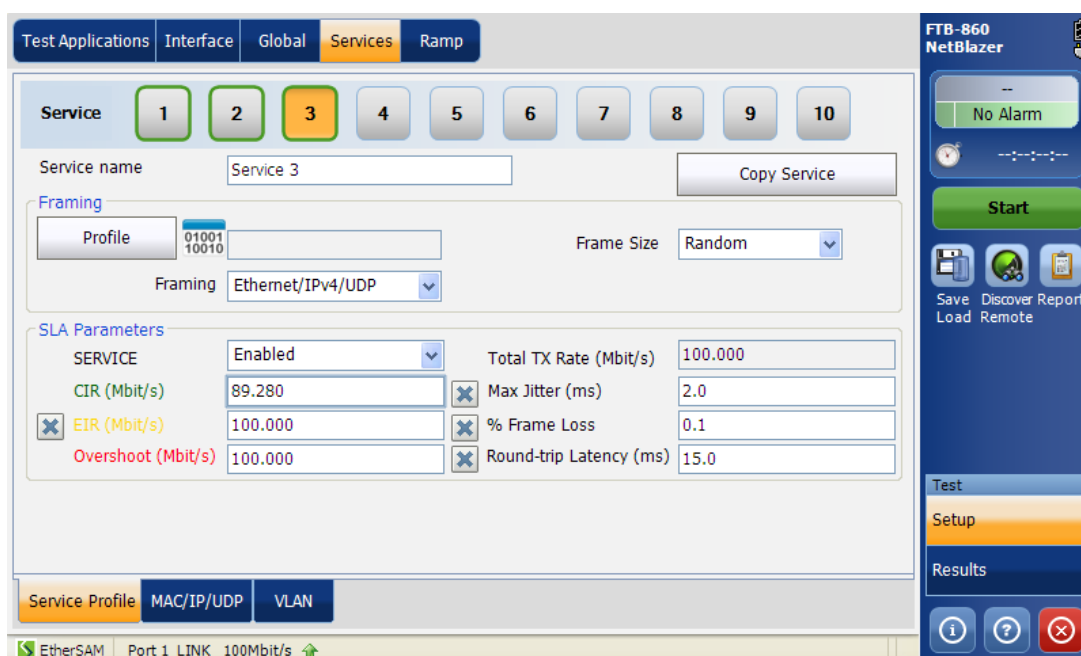 Test Applications Interface Global Services Ramp
FTB-860
NetBlazer
Service 1 2 3 4 5 6 7 8 9 10
--
No Alarm
--:--:--:--
Service name Service 3 Copy Service
Start
Framing
Profile 01001 10010 Frame Size Random
Framing Ethernet/IPv4/UDP
Save Load Discover Remote Report
SLA Parameters
SERVICE Enabled Total TX Rate (Mbit/s) 100.000
CIR (Mbit/s) 89.280 Max Jitter (ms) 2.0
EIR (Mbit/s) 100.000 % Frame Loss 0.1
Overshoot (Mbit/s) 100.000 Round-trip Latency (ms) 15.0
Test
Setup
Results
Service Profile MAC/IP/UDP VLAN
EtherSAM Port 1 LINK 100Mbit/s